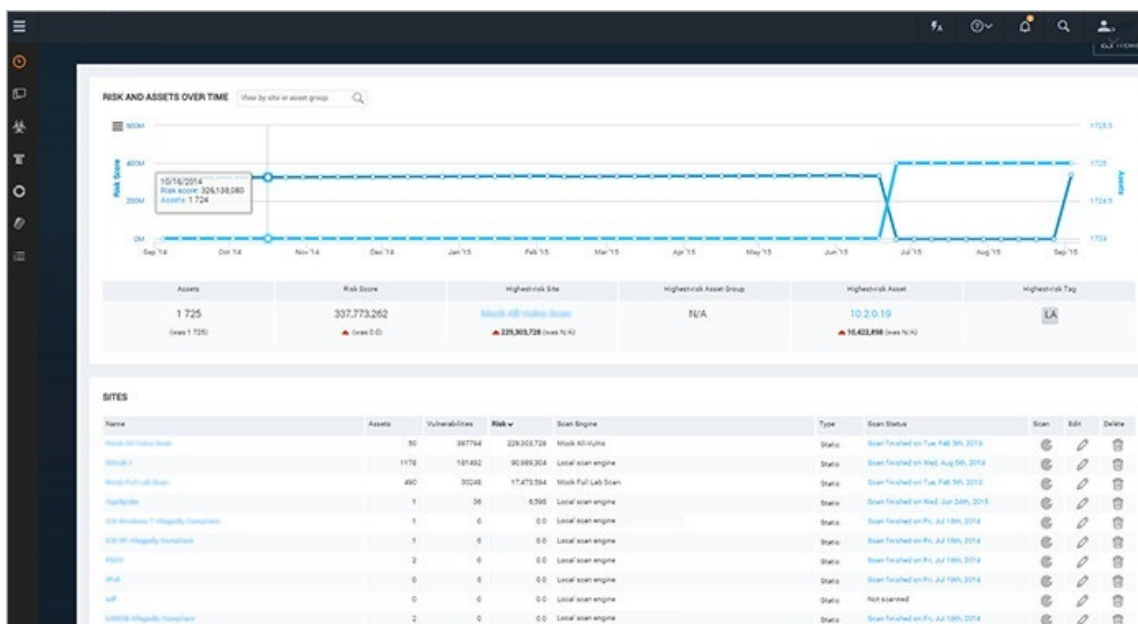 RISK AND ASSETS OVER TIME View by site or asset group
600M 1725.5
Risk Score 400M 1725 Assets
10/16/2014
Risk score: 326,138,080
Assets: 1 724
200M 1724.5
0M 1724
Sep '14 Oct '14 Nov '14 Dec '14 Jan '15 Feb '15 Mar '15 Apr '15 May '15 Jun '15 Jul '15 Aug '15 Sep '15
Assets Risk Score Highest-risk Site Highest-risk Asset Group Highest-risk Asset Highest-risk Tag
1 725 337,773,262 N/A 10.2.0.19 LA
(was 1 725) (was 0.0) 229,303,728 (was N/A) 10,422,898 (was N/A)
SITES
Name Assets Vulnerabilities Risk Scan Engine Type Scan Status Scan Edit Delete
Mock All-Vulns Scan 50 387794 229,303,728 Mock All-Vulns Static Scan finished on Tue, Feb 5th, 2013
1178 181492 Local scan engine Static Scan finished on Wed, Aug 6th, 2014
Mock Full Lab Scan 490 30248 17,473,594 Mock Full Lab Scan Static Scan finished on Tue, Feb 5th, 2013
1 36 Local scan engine Static Scan finished on Wed, Jun 24th, 2015
1 0 0.0 Local scan engine Static Scan finished on Fri, Jul 18th, 2014
1 0 0.0 Local scan engine Static Scan finished on Fri, Jul 18th, 2014
2 0 0.0 Local scan engine Static Scan finished on Fri, Jul 18th, 2014
0 0 0.0 Local scan engine Static Scan finished on Fri, Jul 18th, 2014
0 0 0.0 Local scan engine Static Not scanned
2 0 0.0 Local scan engine Static Scan finished on Fri, Jul 18th, 2014